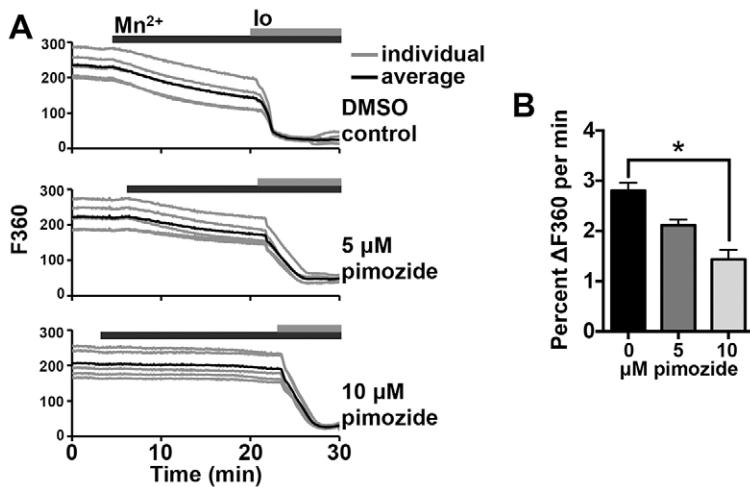 A
Mn2+
Io
300
200
100
0
individual
average
DMSO
control
300
200
100
0
5 µM
pimozide
F360
300
200
100
0
10 µM
pimozide
0
10
20
30
Time (min)
B
*
4
3
2
1
0
Percent ΔF360 per min
0
5
10
µM pimozide